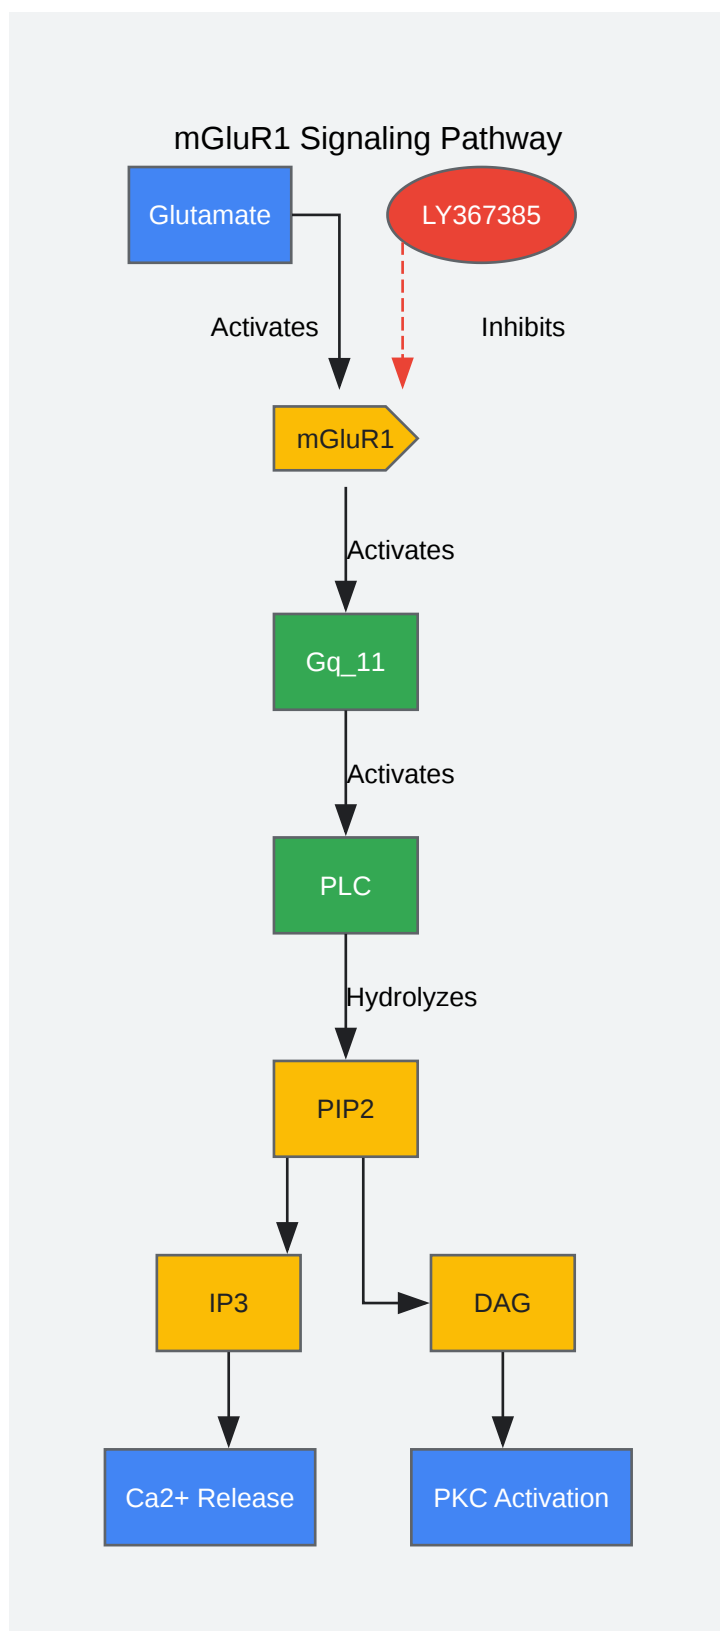 mGluR1 Signaling Pathway
Glutamate
LY367385
Activates
Inhibits
mGluR1
Activates
Gq_11
Activates
PLC
Hydrolyzes
PIP2
IP3
DAG
Ca2+ Release
PKC Activation